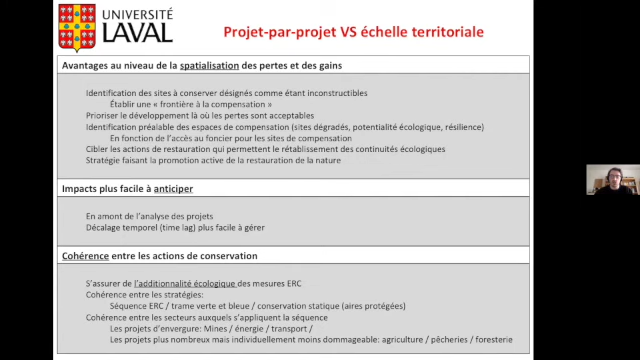 UNIVERSITÉ
LAVAL
Projet-par-projet VS échelle territoriale
Avantages au niveau de la spatialisation des pertes et des gains
Identification des sites à conserver désignés comme étant inconstructibles
Établir une « frontière à la compensation »
Prioriser le développement là où les pertes sont acceptables
Identification préalable des espaces de compensation (sites dégradés, potentialité écologique, résilience)
En fonction de l'accès au foncier pour les sites de compensation
Cibler les actions de restauration qui permettent le rétablissement des continuités écologiques
Stratégie faisant la promotion active de la restauration de la nature
Impacts plus facile à anticiper
En amont de l'analyse des projets
Décalage temporel (time lag) plus facile à gérer
Cohérence entre les actions de conservation
S'assurer de l'additionnalité écologique des mesures ERC
Cohérence entre les stratégies:
Séquence ERC / trame verte et bleue / conservation statique (aires protégées)
Cohérence entre les secteurs auxquels s'appliquent la séquence
Les projets d'envergure: Mines / énergie / transport /
Les projets plus nombreux mais individuellement moins dommageable: agriculture / pêcheries / foresterie